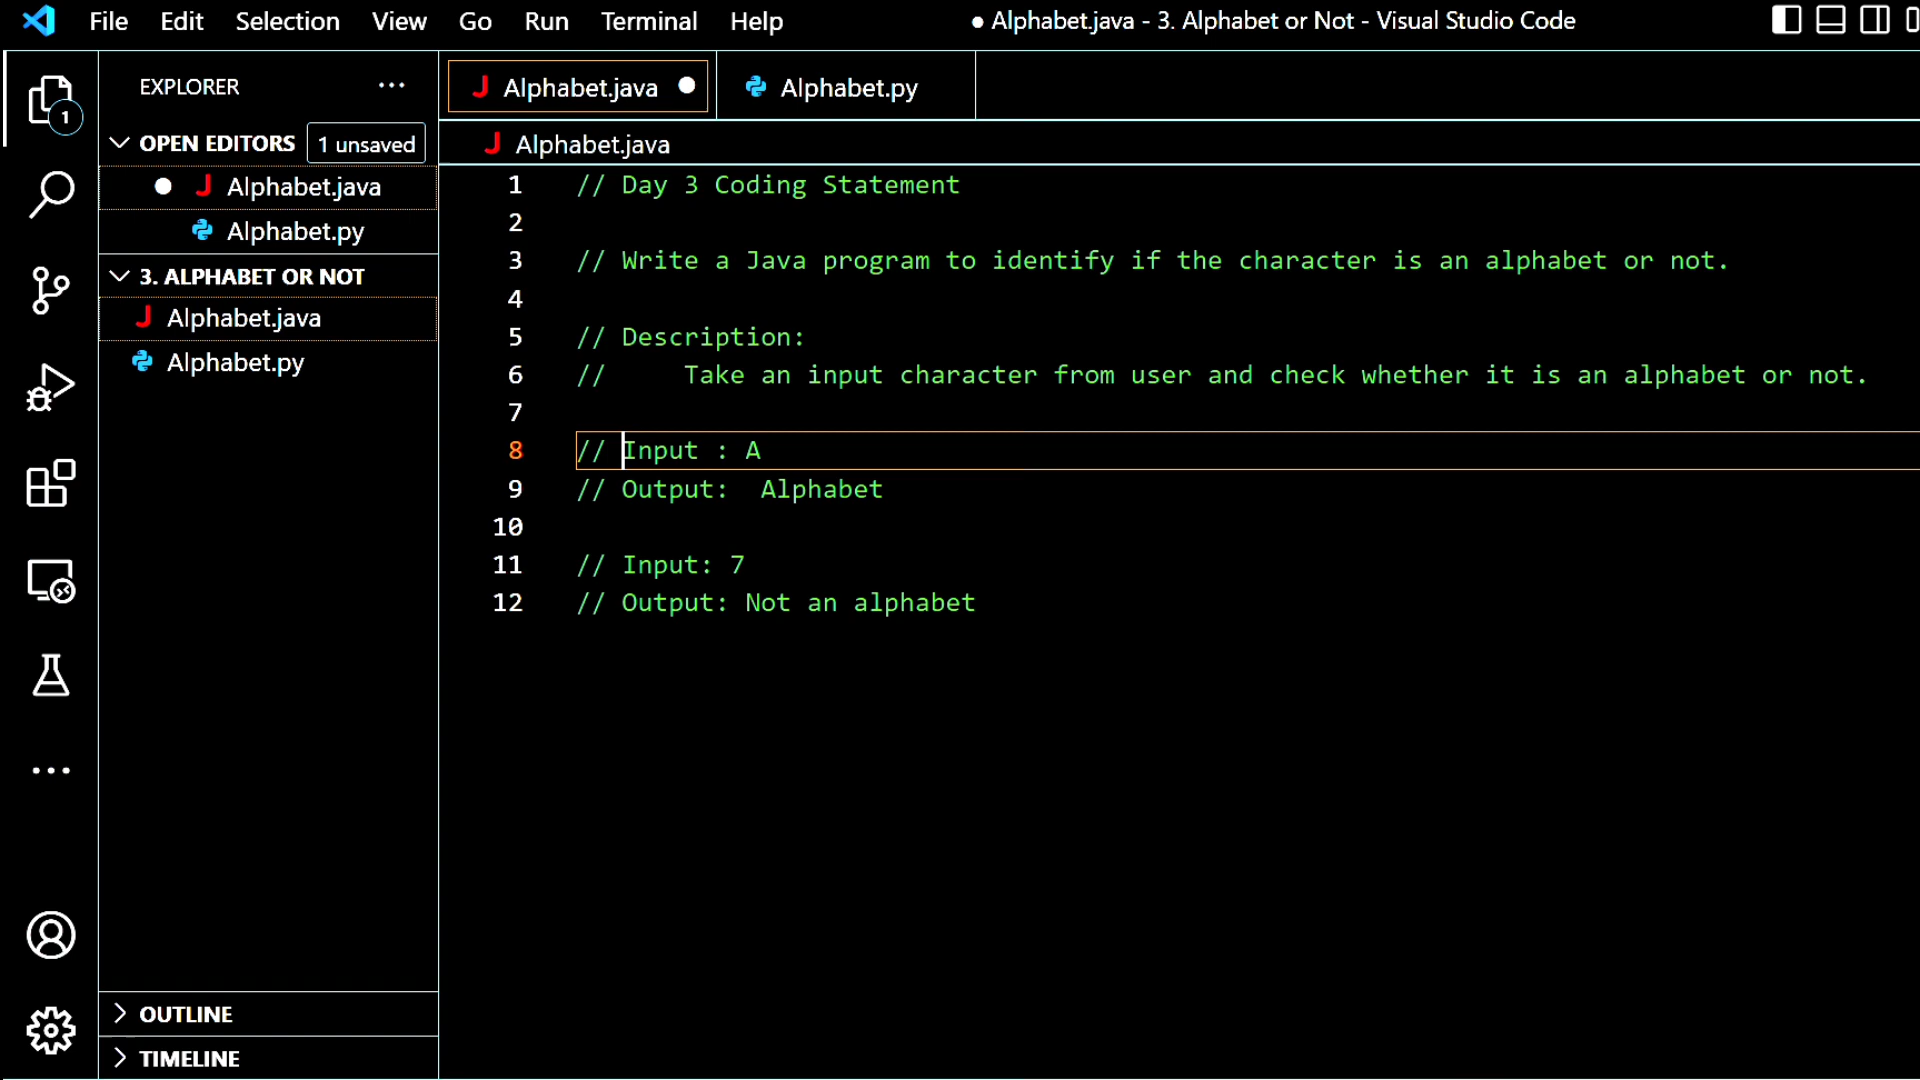 File Edit Selection View Go Run Terminal Help
● Alphabet.java - 3. Alphabet or Not - Visual Studio Code
EXPLORER ···
1
OPEN EDITORS 1 unsaved
Alphabet.java
Alphabet.py
3. ALPHABET OR NOT
Alphabet.java
Alphabet.py
OUTLINE
TIMELINE
Alphabet.java
Alphabet.py
Alphabet.java
1 // Day 3 Coding Statement
2
3 // Write a Java program to identify if the character is an alphabet or not.
4
5 // Description:
6 //     Take an input character from user and check whether it is an alphabet or not.
7
8 // Input : A
9 // Output:  Alphabet
10
11 // Input: 7
12 // Output: Not an alphabet